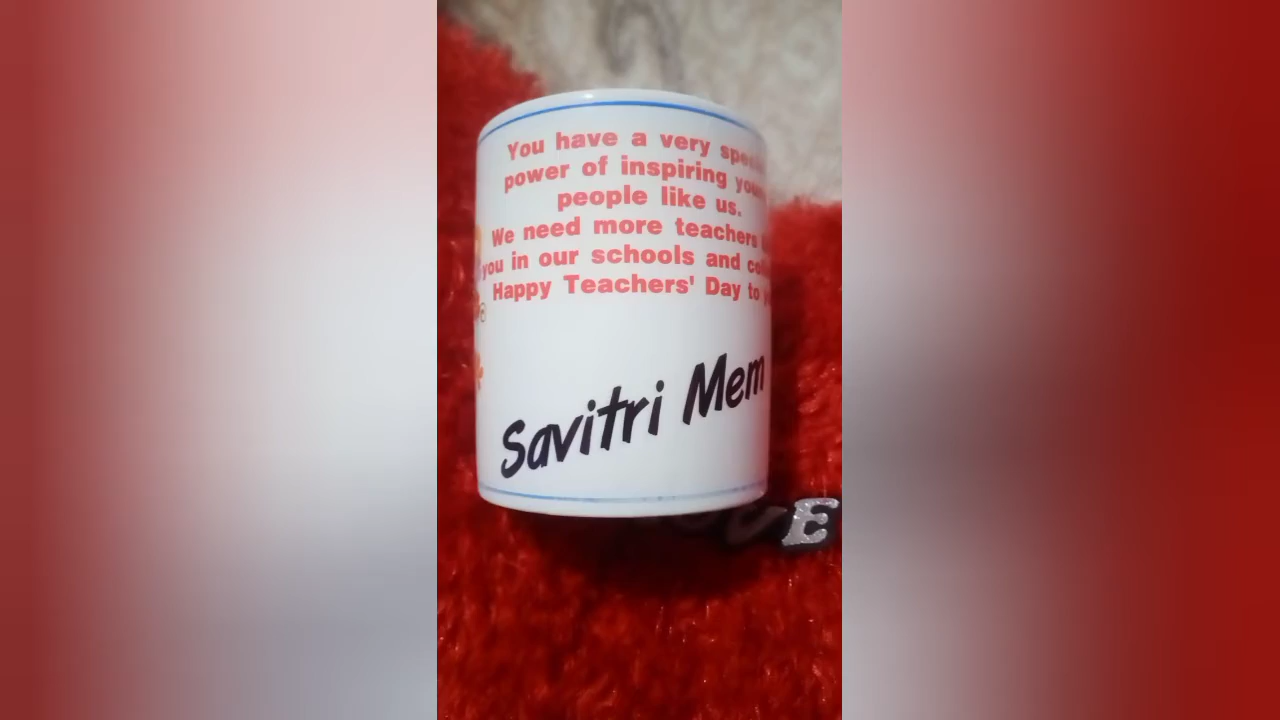 You have a very
power of inspiring
people like us.
We need more teachers
you in our schools and
Happy Teachers' Day to
Savitri Mem
VE